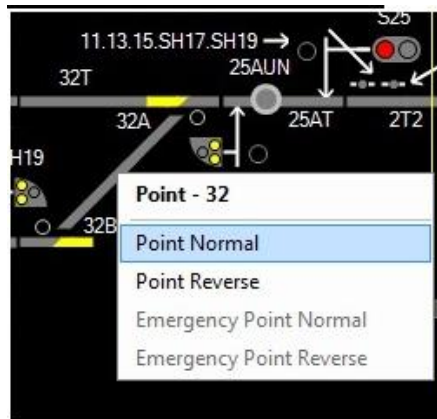 S25
11.13.15.SH17.SH19
25AUN
32T
32A
25AT
2T2
H19
32B
Point - 32
Point Normal
Point Reverse
Emergency Point Normal
Emergency Point Reverse